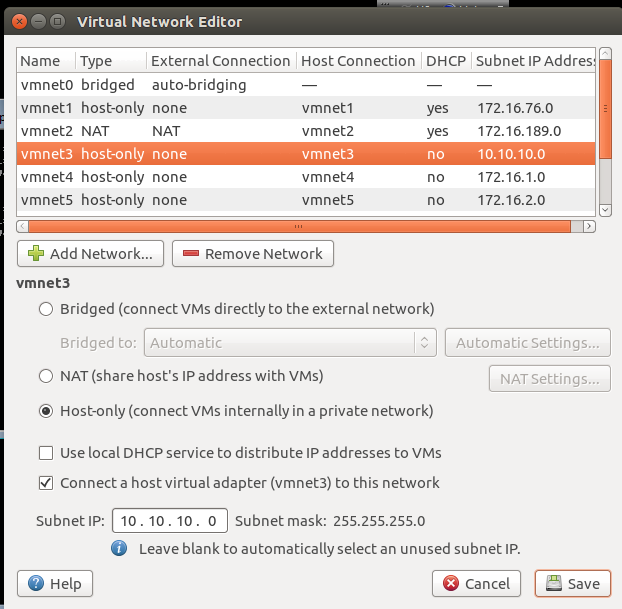 Virtual Network Editor
Name Type External Connection Host Connection DHCP Subnet IP Address
vmnet0 bridged auto-bridging — — —
vmnet1 host-only none vmnet1 yes 172.16.76.0
vmnet2 NAT NAT vmnet2 yes 172.16.189.0
vmnet3 host-only none vmnet3 no 10.10.10.0
vmnet4 host-only none vmnet4 no 172.16.1.0
vmnet5 host-only none vmnet5 no 172.16.2.0
Add Network... Remove Network
vmnet3
Bridged (connect VMs directly to the external network)
Bridged to: Automatic Automatic Settings...
NAT (share host's IP address with VMs)
NAT Settings...
Host-only (connect VMs internally in a private network)
Use local DHCP service to distribute IP addresses to VMs
Connect a host virtual adapter (vmnet3) to this network
Subnet IP: 10 . 10 . 10 . 0 Subnet mask: 255.255.255.0
Leave blank to automatically select an unused subnet IP.
Help Cancel Save